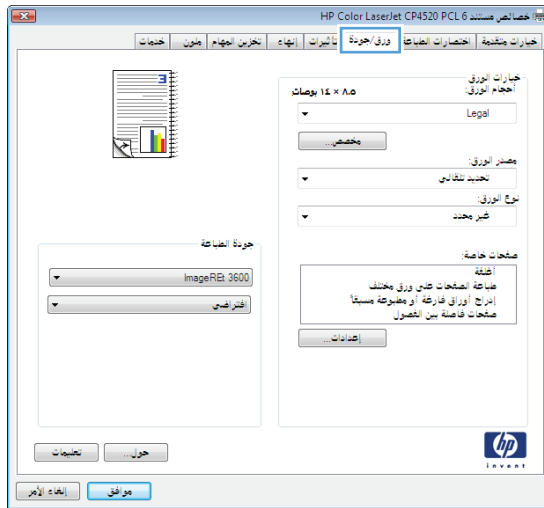 خصائص مستند HP Color LaserJet CP4520 PCL 6
خيارات متقدمة
اختصارات الطباعة
ورق/جودة
تأثيرات
إنهاء
تخزين المهام
ملون
خدمات
خيارات الورق
أحجام الورق:
٨.٥ × ١٤ بوصات
Legal
مخصص...
مصدر الورق:
تحديد تلقائي
نوع الورق:
غير محدد
صفحات خاصة:
أغلفة
طباعة الصفحات على ورق مختلف
إدراج أوراق فارغة أو مطبوعة مسبقاً
صفحات فاصلة بين الفصول
إعدادات...
3
جودة الطباعة
ImageREt 3600
افتراضي
hp
invent
حول...
تعليمات
موافق
إلغاء الأمر